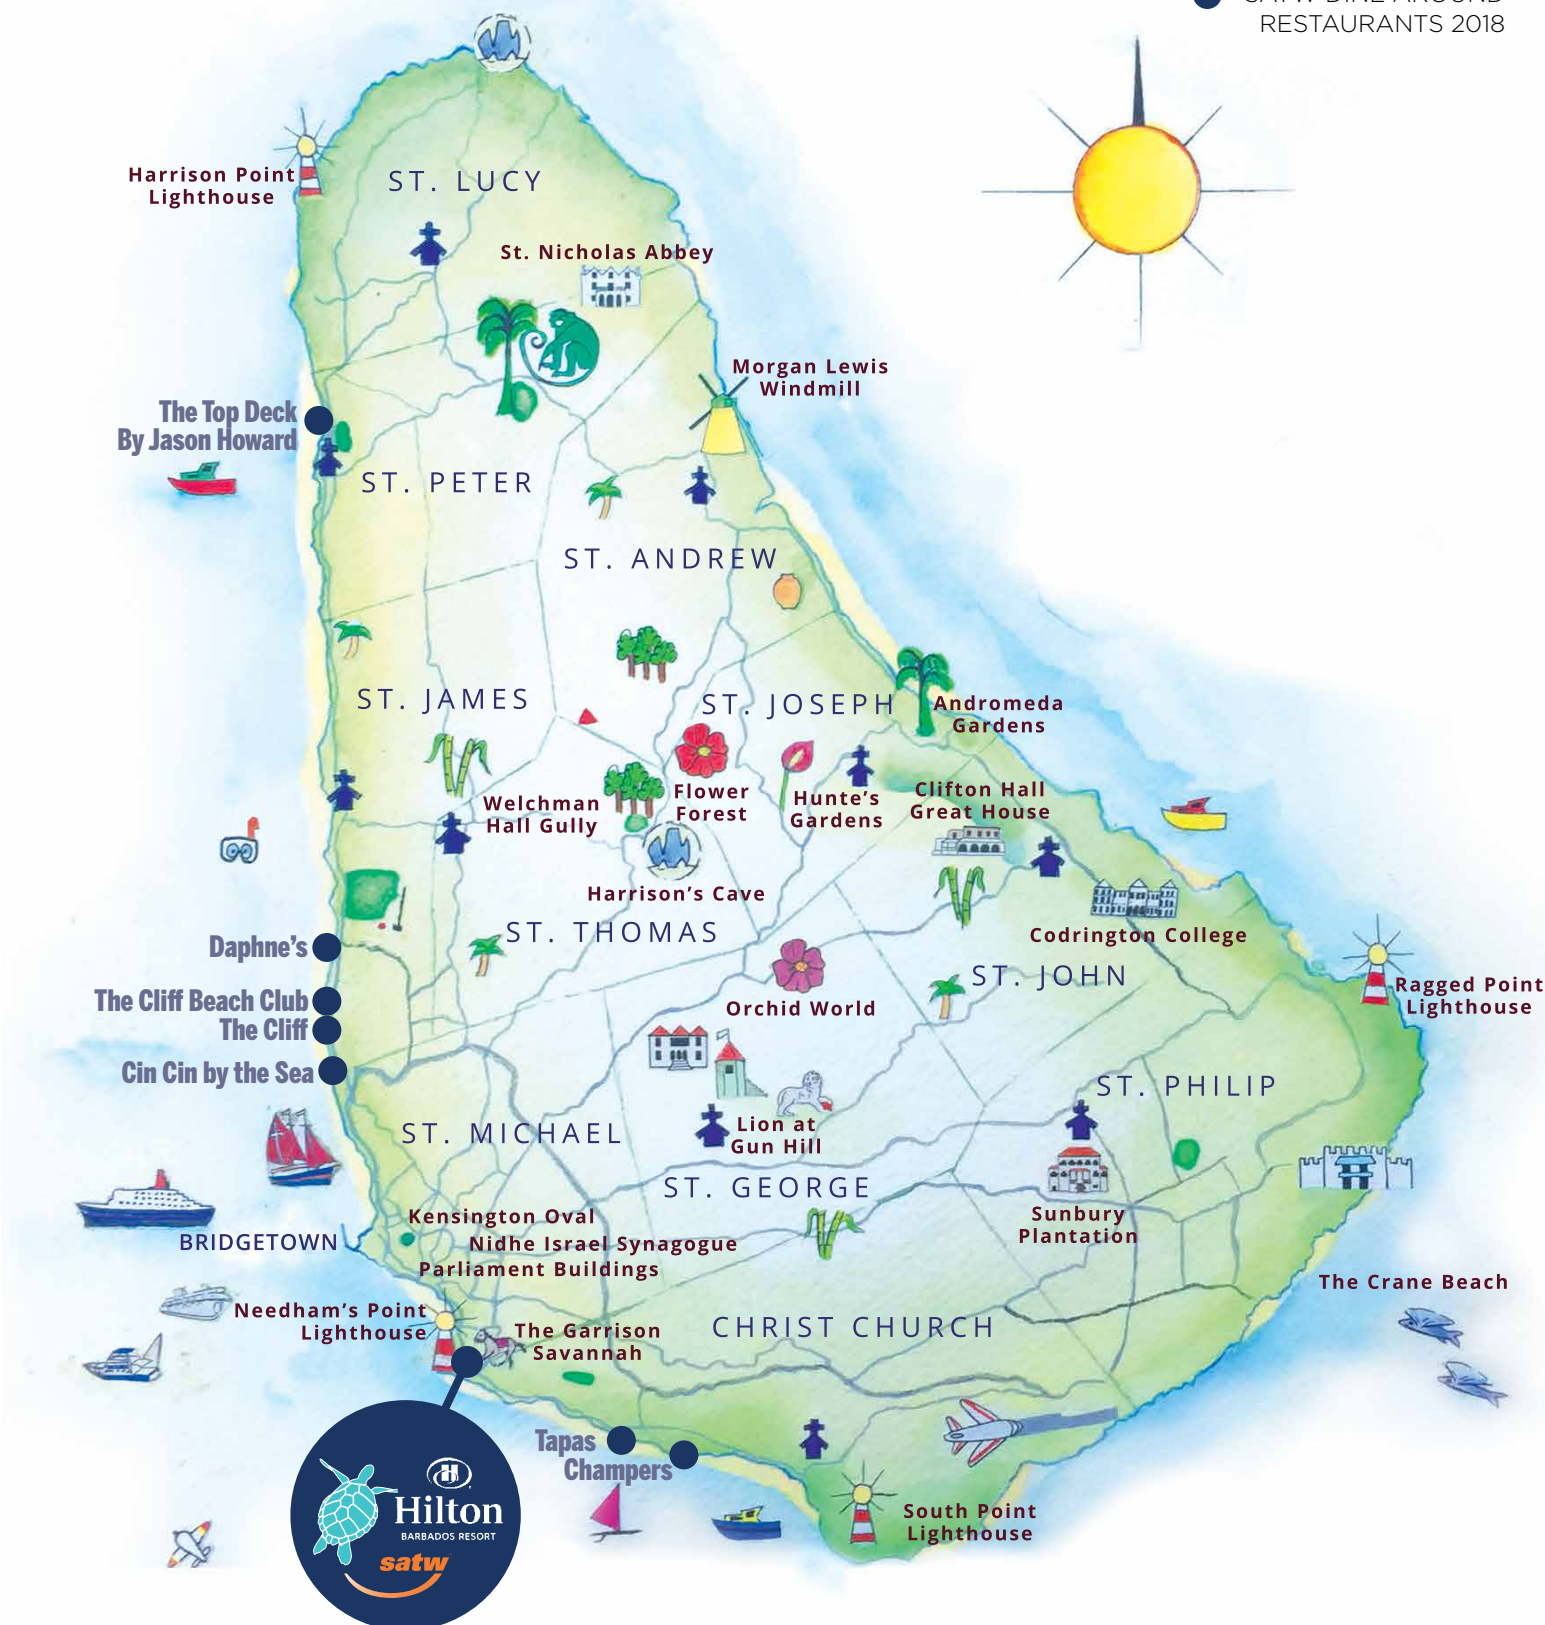 SATW DINE AROUND
RESTAURANTS 2018
Harrison Point
Lighthouse
ST. LUCY
St. Nicholas Abbey
Morgan Lewis
Windmill
The Top Deck
By Jason Howard
ST. PETER
ST. ANDREW
ST. JAMES
ST. JOSEPH
Andromeda
Gardens
Welchman
Hall Gully
Flower
Forest
Hunte's
Gardens
Clifton Hall
Great House
Harrison's Cave
ST. THOMAS
Codrington College
Daphne's
ST. JOHN
Ragged Point
Lighthouse
The Cliff Beach Club
The Cliff
Orchid World
Cin Cin by the Sea
ST. PHILIP
ST. MICHAEL
Lion at
Gun Hill
ST. GEORGE
Kensington Oval
BRIDGETOWN
Nidhe Israel Synagogue
Parliament Buildings
Sunbury
Plantation
The Crane Beach
Needham's Point
Lighthouse
The Garrison
Savannah
CHRIST CHURCH
Tapas
Champers
H
Hilton
BARBADOS RESORT
satw
South Point
Lighthouse